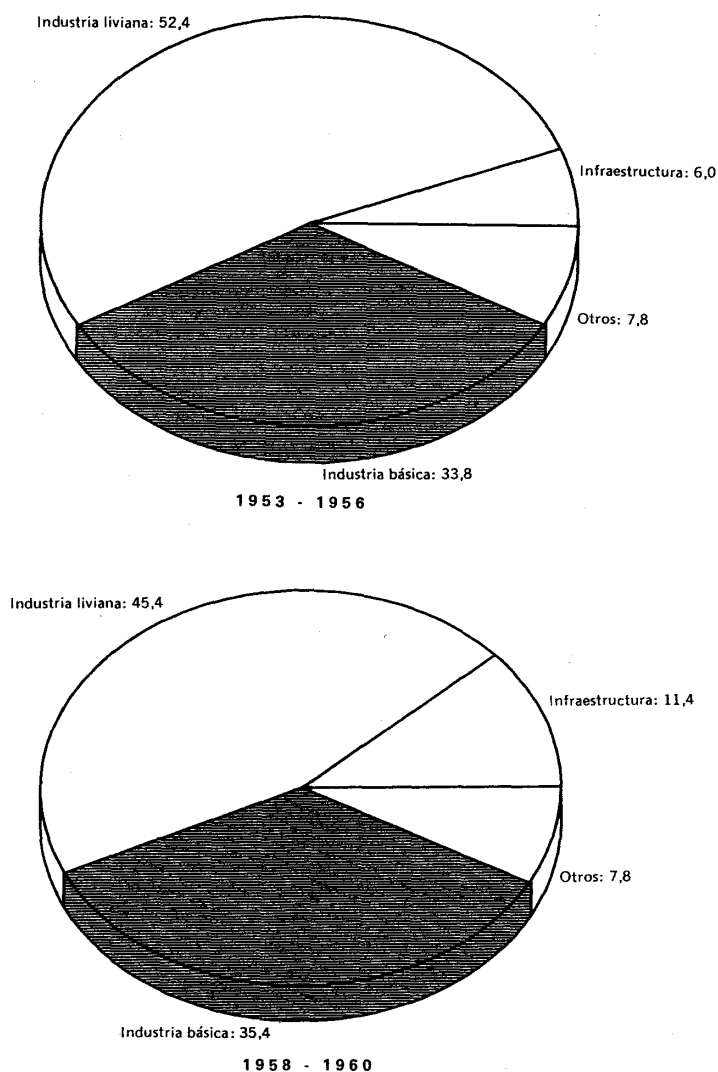 Industria liviana: 52,4
Infraestructura: 6,0
Otros: 7,8
Industria básica: 33,8
1953 - 1956
Industria liviana: 45,4
Infraestructura: 11,4
Otros: 7,8
Industria básica: 35,4
1958 - 1960